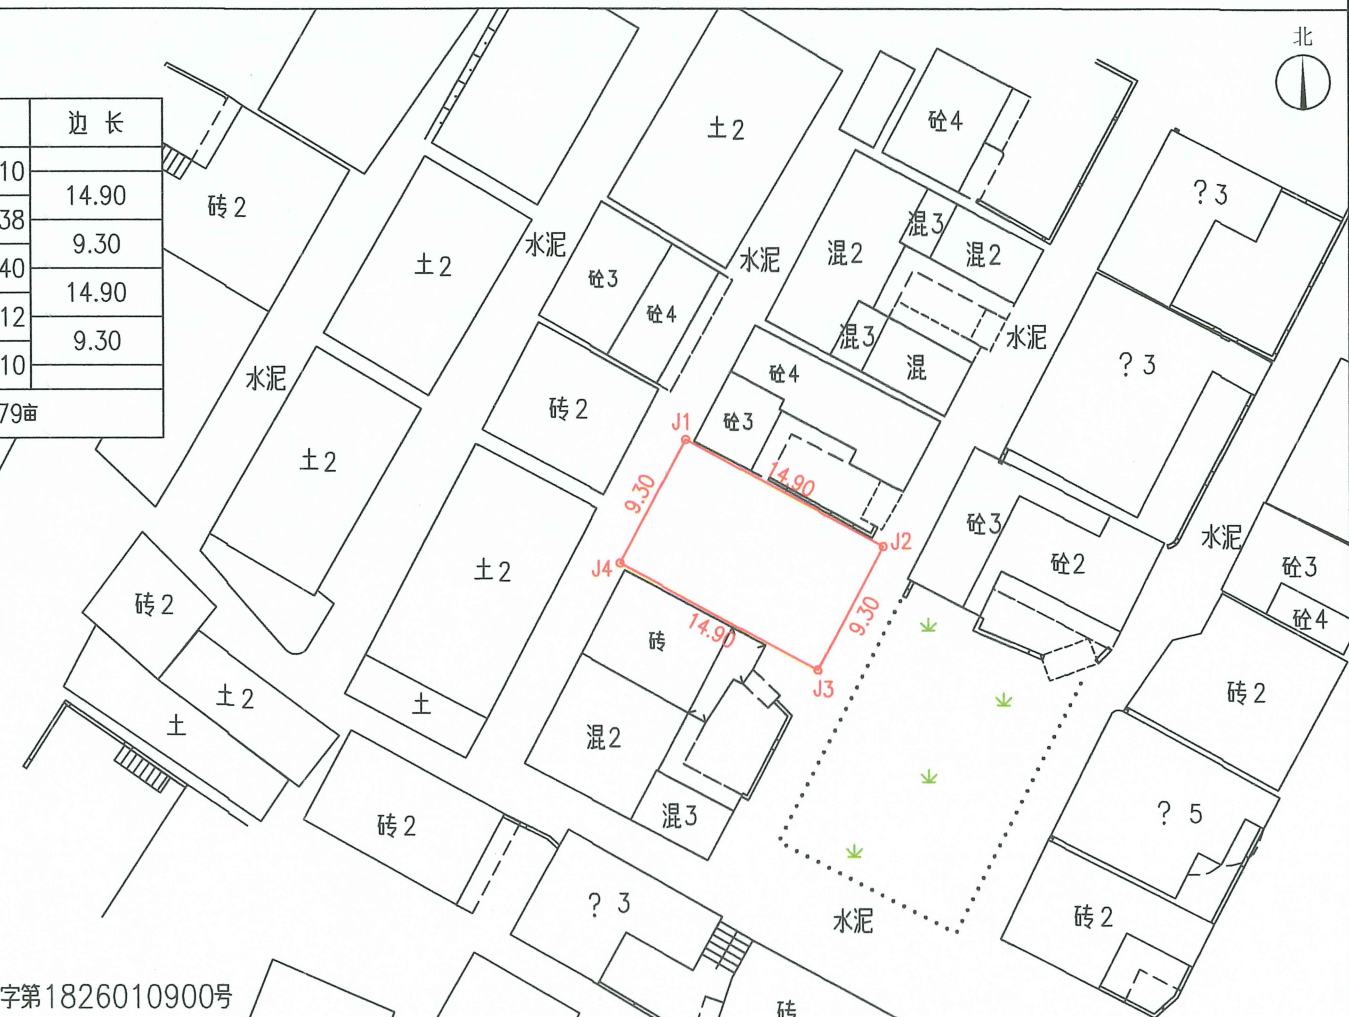 北
边 长
10
14.90
38
9.30
40
14.90
12
9.30
10
79亩
土2
砼4
?3
砖2
混3
混2
混2
水泥
水泥
土2
砼3
砼4
水泥
混3
混
?3
水泥
砼4
砖2
砼3
J1
土2
14.90
9.30
砼3
水泥
J2
砼2
J4
土2
砼3
砖2
9.30
砼4
14.90
砖
J3
土2
砖2
土
土
混2
混3
?5
砖2
?3
砖2
水泥
字第1826010900号
砖